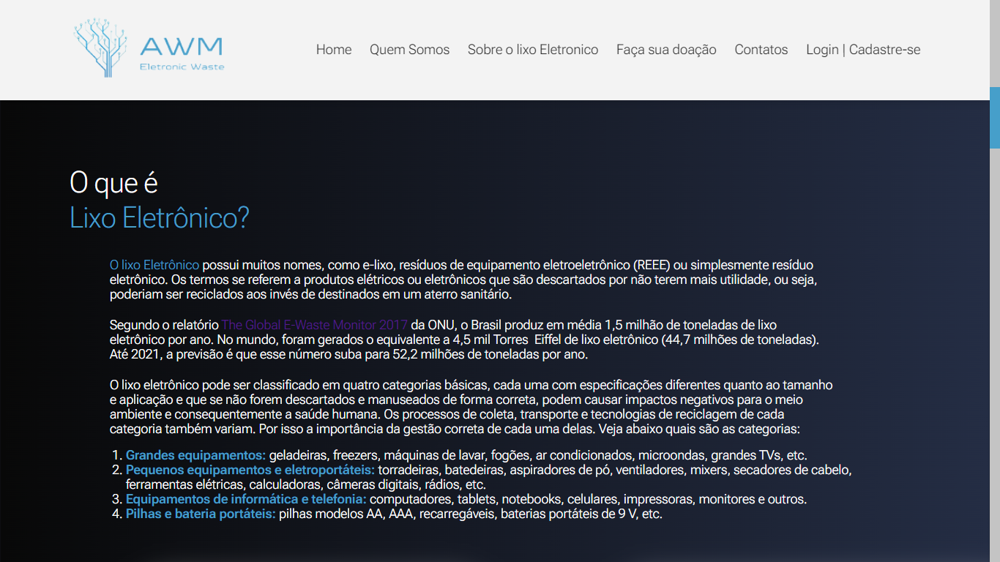 AWM
Eletronic Waste
Home Quem Somos Sobre o lixo Eletronico Faça sua doação Contatos Login | Cadastre-se
O que é
Lixo Eletrônico?
O lixo Eletrônico possui muitos nomes, como e-lixo, resíduos de equipamento eletroeletrônico (REEE) ou simplesmente resíduo
eletrônico. Os termos se referem a produtos elétricos ou eletrônicos que são descartados por não terem mais utilidade, ou seja,
poderiam ser reciclados aos invés de destinados em um aterro sanitário.
Segundo o relatório The Global E-Waste Monitor 2017 da ONU, o Brasil produz em média 1,5 milhão de toneladas de lixo
eletrônico por ano. No mundo, foram gerados o equivalente a 4,5 mil Torres Eiffel de lixo eletrônico (44,7 milhões de toneladas).
Até 2021, a previsão é que esse número suba para 52,2 milhões de toneladas por ano.
O lixo eletrônico pode ser classificado em quatro categorias básicas, cada uma com especificações diferentes quanto ao tamanho
e aplicação e que se não forem descartados e manuseados de forma correta, podem causar impactos negativos para o meio
ambiente e consequentemente a saúde humana. Os processos de coleta, transporte e tecnologias de reciclagem de cada
categoria também variam. Por isso a importância da gestão correta de cada uma delas. Veja abaixo quais são as categorias:
1. Grandes equipamentos: geladeiras, freezers, máquinas de lavar, fogões, ar condicionados, microondas, grandes TVs, etc.
2. Pequenos equipamentos e eletroportáteis: torradeiras, batedeiras, aspiradores de pó, ventiladores, mixers, secadores de cabelo,
ferramentas elétricas, calculadoras, câmeras digitais, rádios, etc.
3. Equipamentos de informática e telefonia: computadores, tablets, notebooks, celulares, impressoras, monitores e outros.
4. Pilhas e bateria portáteis: pilhas modelos AA, AAA, recarregáveis, baterias portáteis de 9 V, etc.